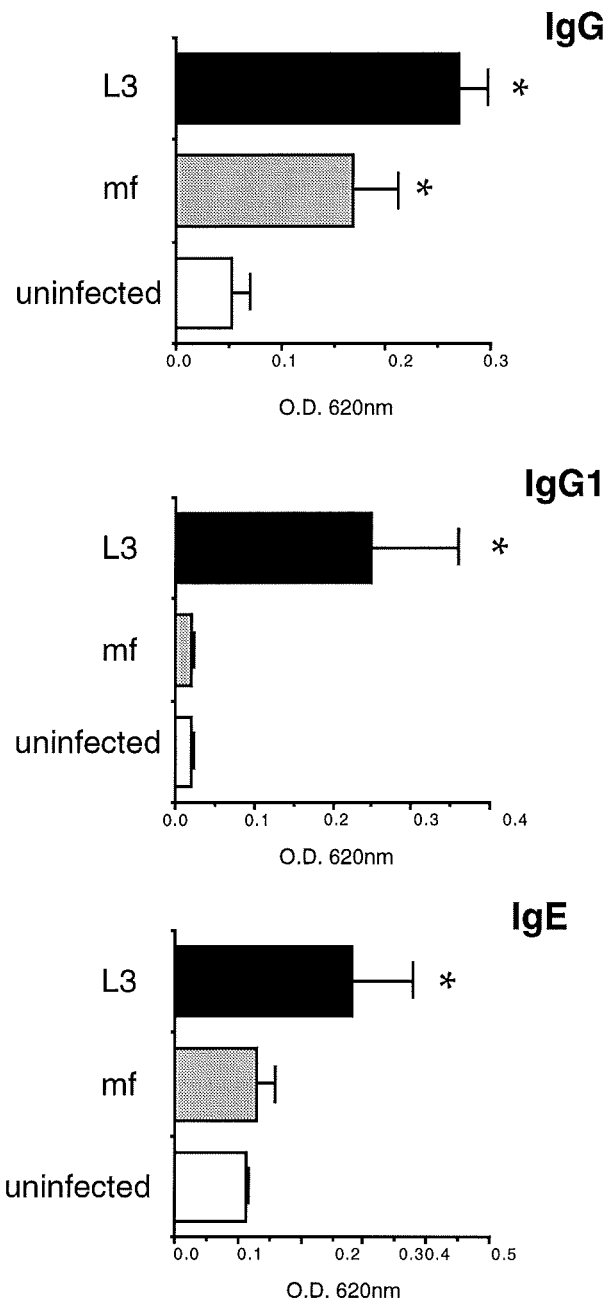 IgG
L3
*
mf
*
uninfected
0.0 0.1 0.2 0.3
O.D. 620nm
IgG1
L3
*
mf
uninfected
0.0 0.1 0.2 0.3 0.4
O.D. 620nm
IgE
L3
*
mf
uninfected
0.0 0.1 0.2 0.30.4 0.5
O.D. 620nm